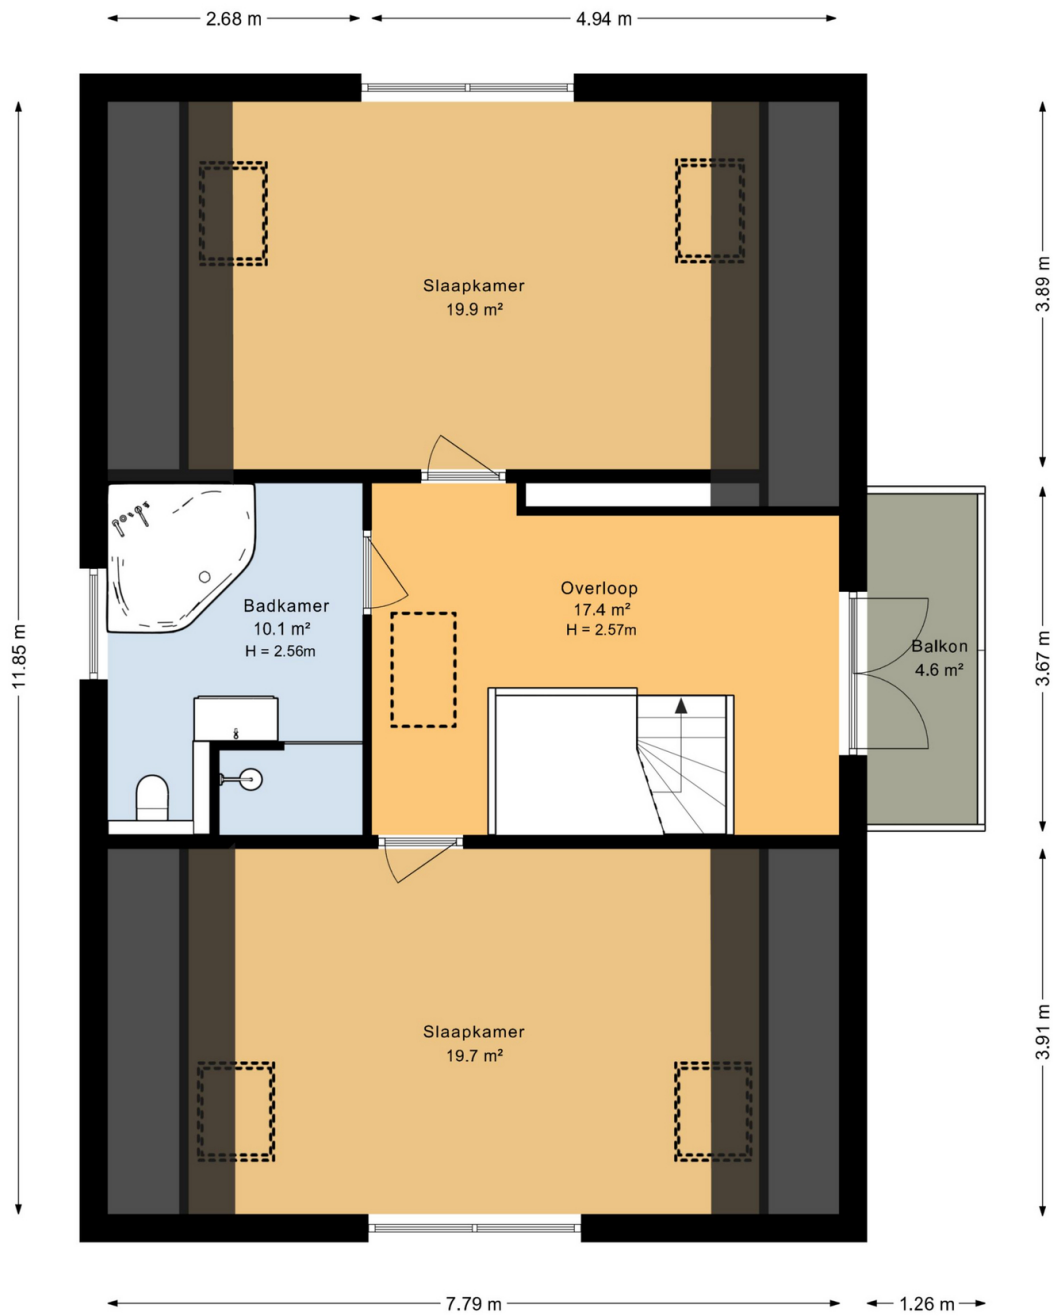 2.68 m
4.94 m
3.89 m
Slaapkamer
19.9 m²
Overloop
17.4 m²
H = 2.57m
Badkamer
10.1 m²
H = 2.56m
Balkon
4.6 m²
11.85 m
3.67 m
Slaapkamer
19.7 m²
3.91 m
7.79 m
1.26 m